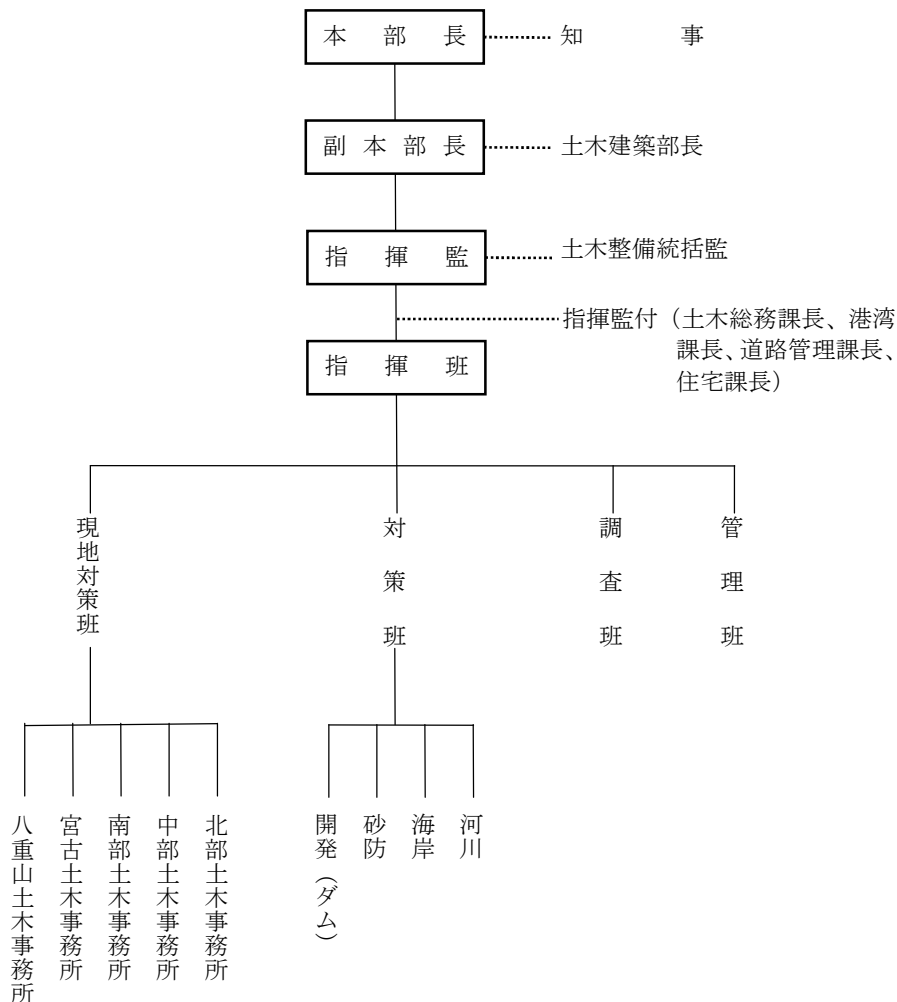 本部長
知事
副本部長
土木建築部長
指揮監
土木整備統括監
指揮監付（土木総務課長、港湾
課長、道路管理課長、
住宅課長）
指揮班
現地対策班
対策班
調査班
管理班
八重山土木事務所
宮古土木事務所
南部土木事務所
中部土木事務所
北部土木事務所
開発（ダム）
砂防
海岸
河川